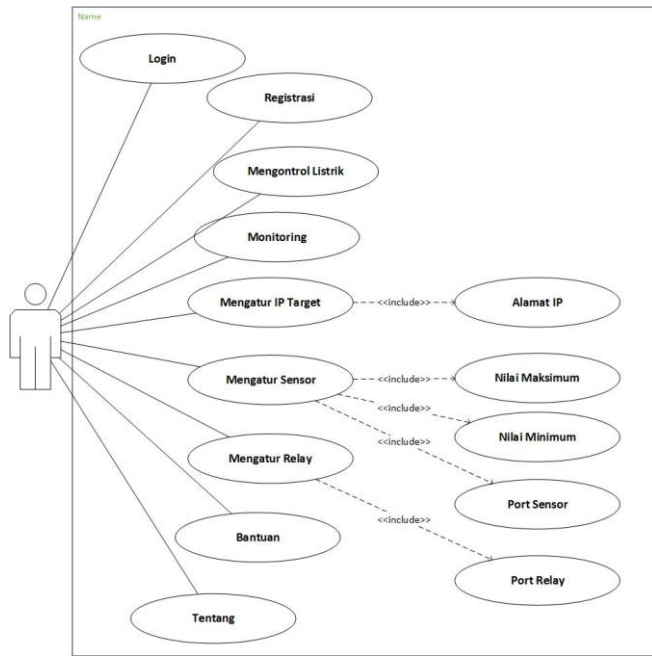 Name
Login
Registrasi
Mengontrol Listrik
Monitoring
Mengatur IP Target
<<include>>
Alamat IP
Mengatur Sensor
<<include>>
Nilai Maksimum
<<include>>
Nilai Minimum
<<include>>
Mengatur Relay
Port Sensor
<<include>>
Bantuan
Port Relay
Tentang